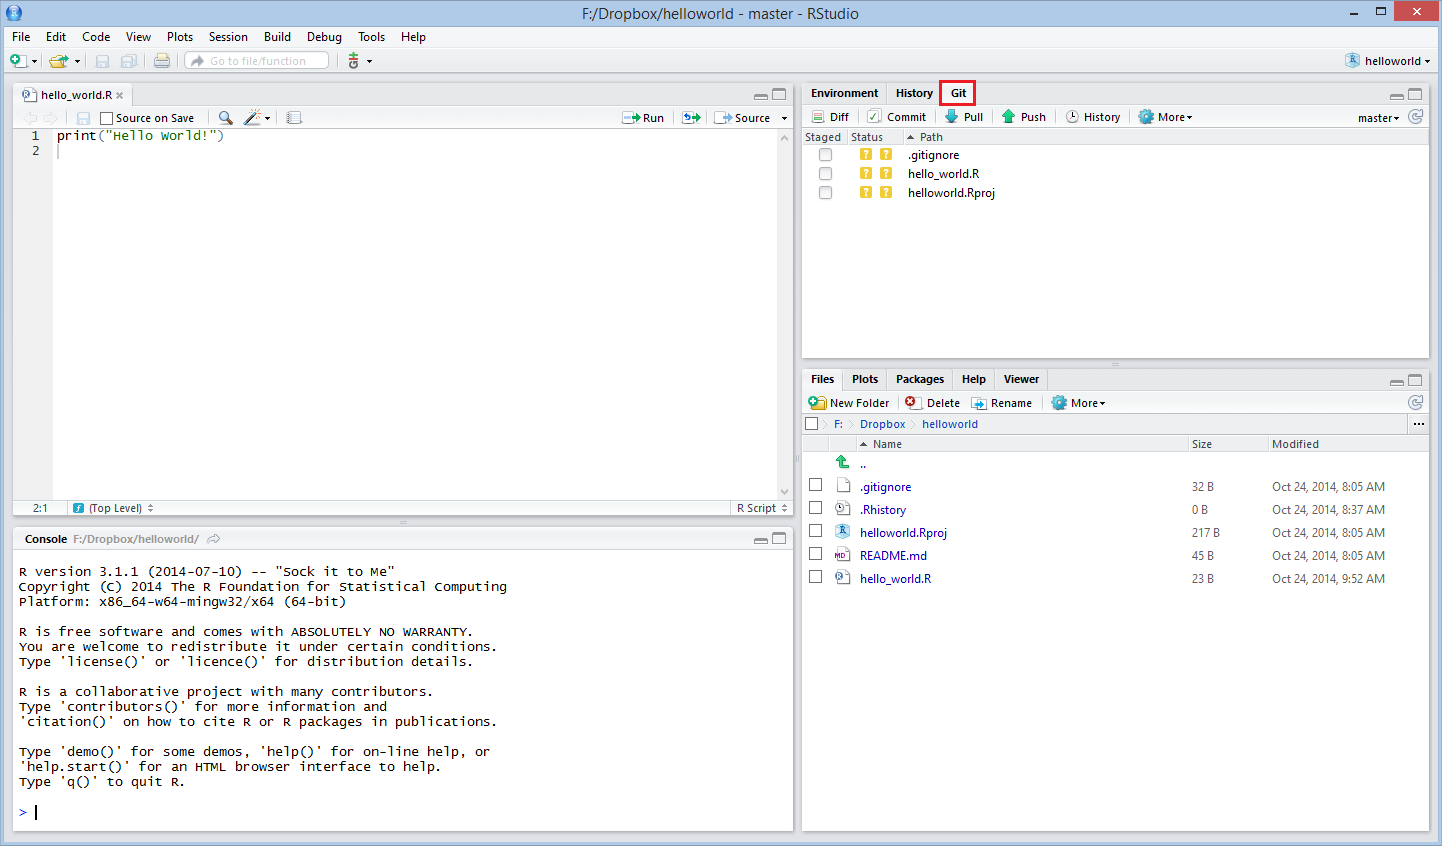 F:/Dropbox/helloworld - master - RStudio
File Edit Code View Plots Session Build Debug Tools Help
Go to file/function
helloworld
hello_world.R
Source on Save
Run
Source
1 print("Hello World!")
2
2:1 (Top Level) R Script
Console F:/Dropbox/helloworld/
R version 3.1.1 (2014-07-10) -- "Sock it to Me"
Copyright (C) 2014 The R Foundation for Statistical Computing
Platform: x86_64-w64-mingw32/x64 (64-bit)
R is free software and comes with ABSOLUTELY NO WARRANTY.
You are welcome to redistribute it under certain conditions.
Type 'license()' or 'licence()' for distribution details.
R is a collaborative project with many contributors.
Type 'contributors()' for more information and
'citation()' on how to cite R or R packages in publications.
Type 'demo()' for some demos, 'help()' for on-line help, or
'help.start()' for an HTML browser interface to help.
Type 'q()' to quit R.
>
Environment History Git
Diff Commit Pull Push History More master
Staged Status Path
? ? .gitignore
? ? hello_world.R
? ? helloworld.Rproj
Files Plots Packages Help Viewer
New Folder Delete Rename More
F: Dropbox helloworld ...
Name Size Modified
..
.gitignore 32 B Oct 24, 2014, 8:05 AM
.Rhistory 0 B Oct 24, 2014, 8:37 AM
helloworld.Rproj 217 B Oct 24, 2014, 8:05 AM
MD README.md 45 B Oct 24, 2014, 8:05 AM
hello_world.R 23 B Oct 24, 2014, 9:52 AM